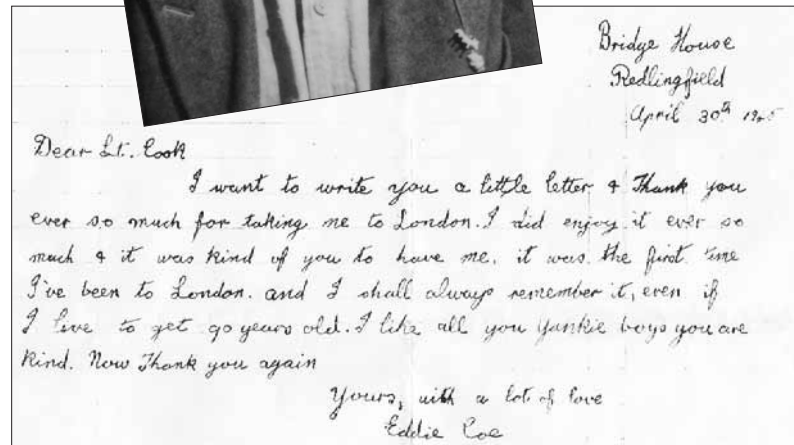 Bridge House
Redlingfield
April 30th 1945
Dear Lt. Cook
I want to write you a little letter & Thank you
ever so much for taking me to London. I did enjoy it ever so
much & it was kind of you to have me. it was the first time
I've been to London. and I shall always remember it, even if
I live to get 90 years old. I like all you Yankie boys you are
kind. Now Thank you again
Yours, with a lot of love
Eddie Coe